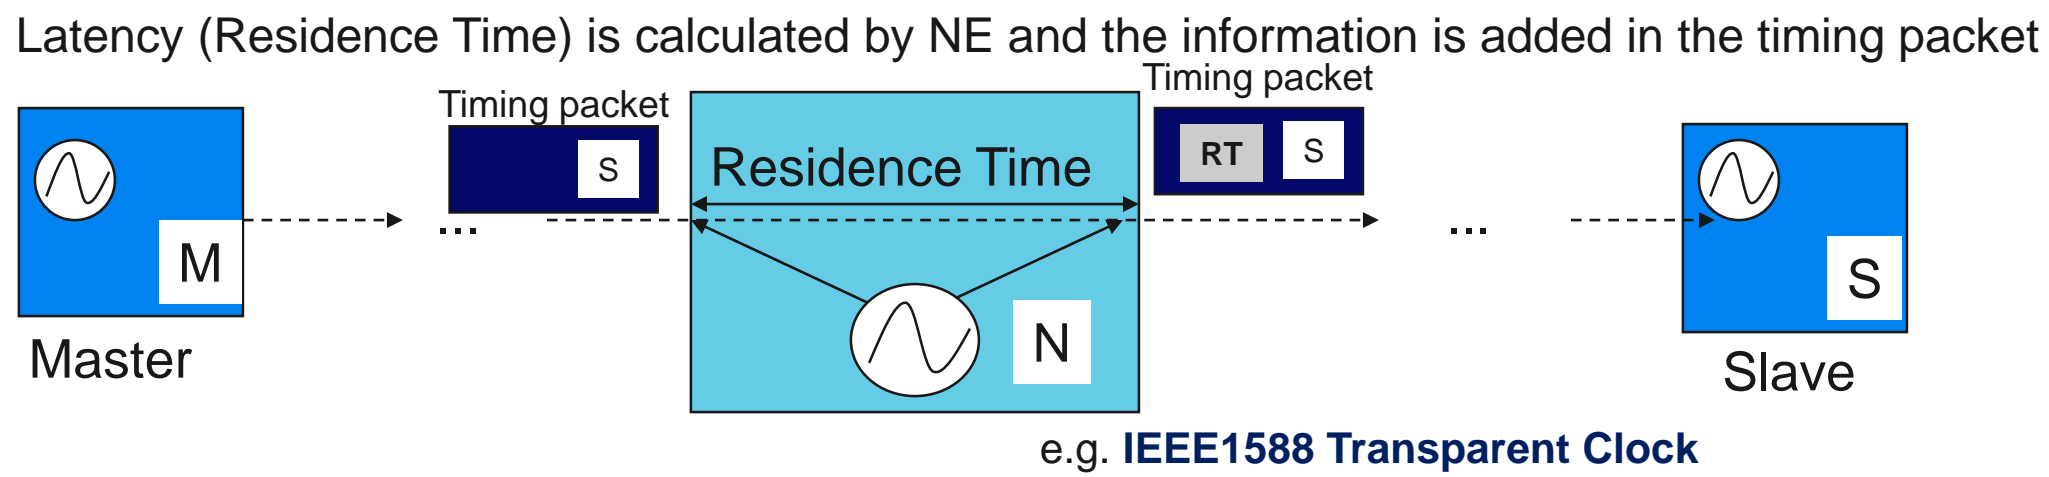 Latency (Residence Time) is calculated by NE and the information is added in the timing packet
Timing packet
Timing packet
S
RT
S
Residence Time
...
...
M
N
S
Master
Slave
e.g. IEEE1588 Transparent Clock